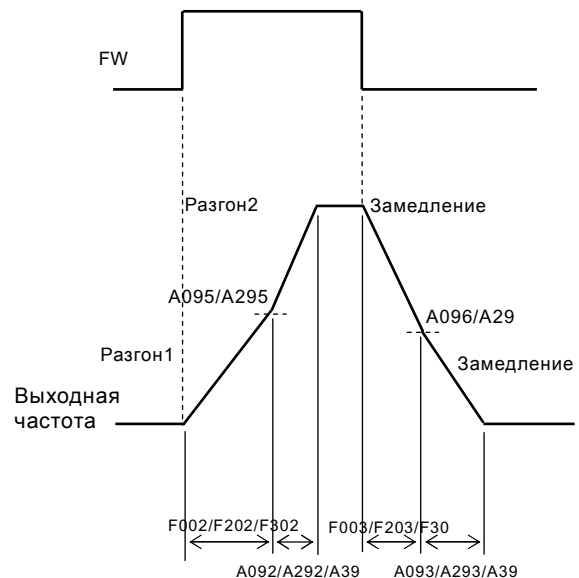 FW
Разгон2
Замедление
A095/A295
A096/A29
Разгон1
Замедление
Выходная
частота
F002/F202/F302
F003/F203/F30
A092/A292/A39
A093/A293/A39